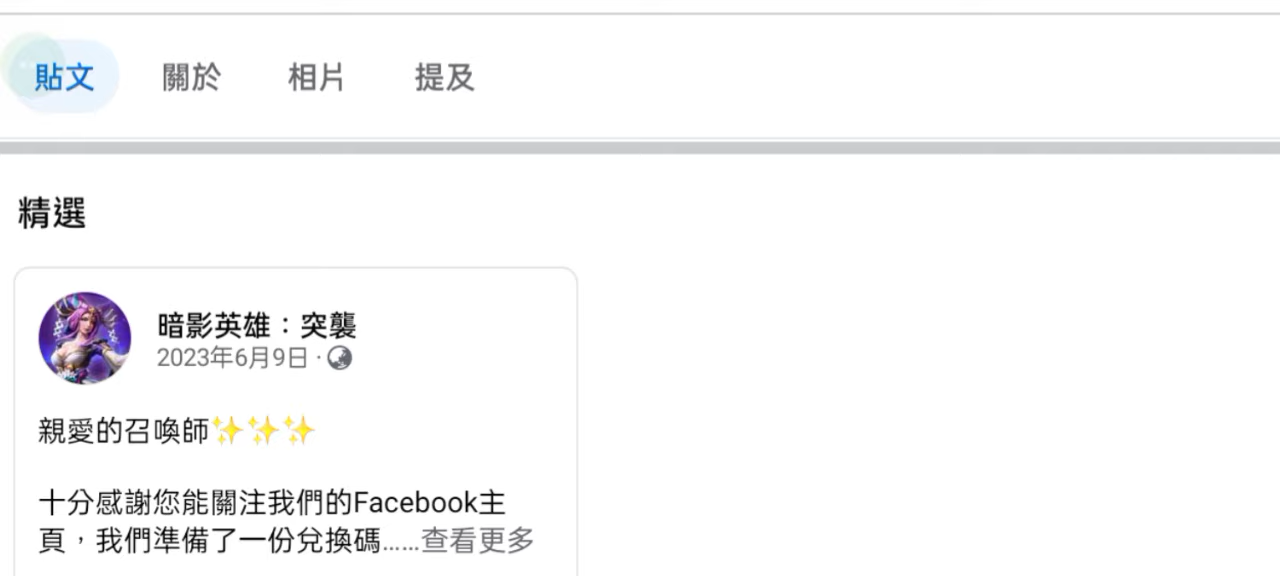 貼文 關於 相片 提及
精選
暗影英雄：突襲
2023年6月9日 ·
親愛的召喚師✨✨✨
十分感謝您能關注我們的Facebook主
頁，我們準備了一份兌換碼......查看更多